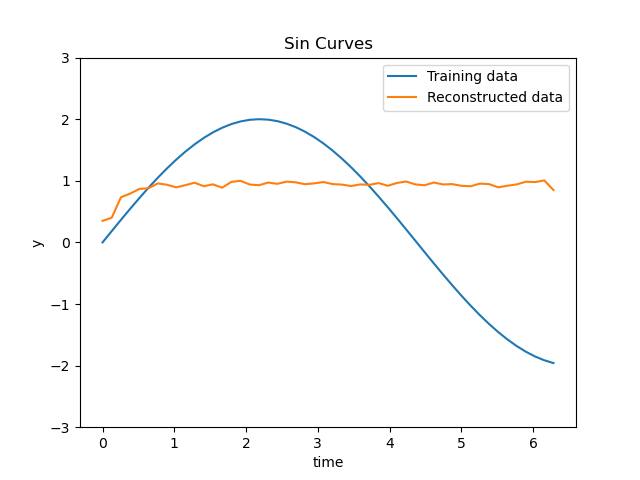 Sin Curves
Training data
Reconstructed data
3
2
1
0
−1
−2
−3
y
0 1 2 3 4 5 6
time